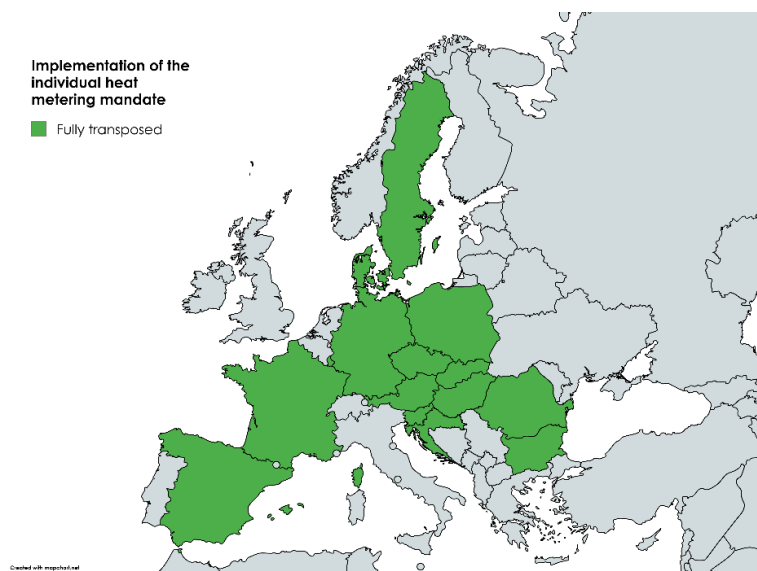 Implementation of the
individual heat
metering mandate
Fully transposed
Created with mapchart.net